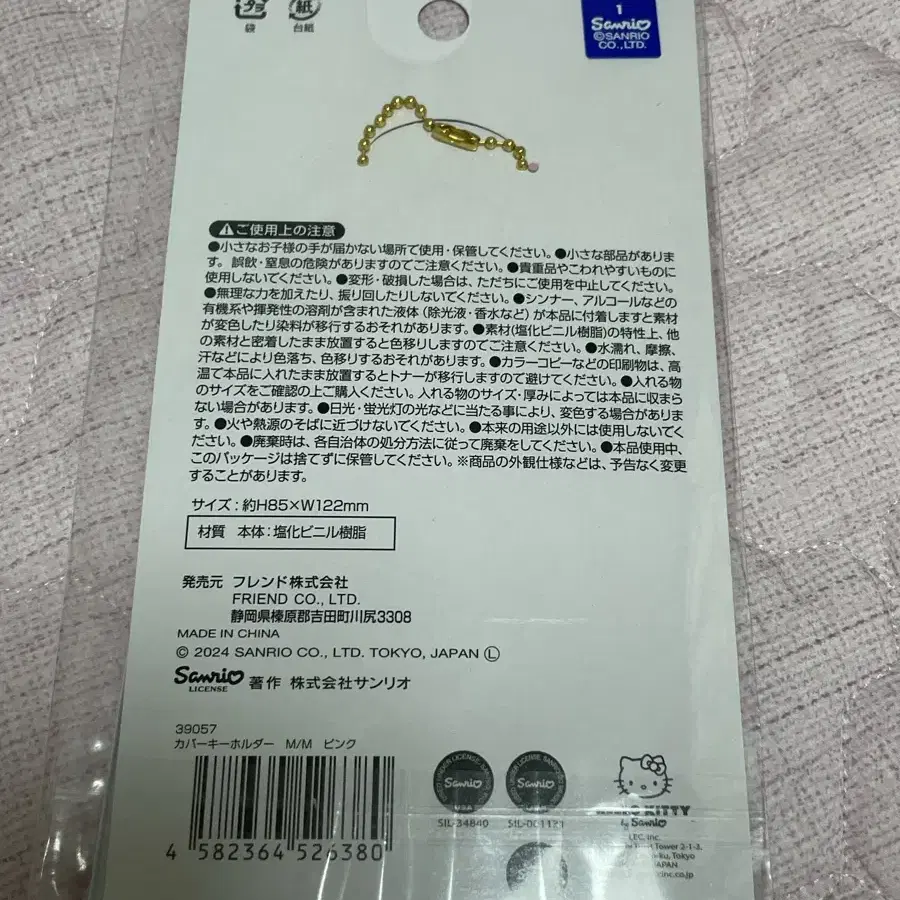 袋
紙
台紙
1
Sanrio
©SANRIO
CO.,LTD.
ご使用上の注意
●小さなお子様の手が届かない場所で使用・保管してください。●小さな部品がありま
す。誤飲・窒息の危険がありますのでご注意ください。●貴重品やこわれやすいものに
使用しないでください。●変形・破損した場合は、ただちにご使用を中止してください。
●無理な力を加えたり、振り回したりしないでください。●シンナー、アルコールなどの
有機系や揮発性の溶剤が含まれた液体(除光液・香水など)が本品に付着しますと素材
が変色したり染料が移行するおそれがあります。●素材(塩化ビニル樹脂)の特性上、他
の素材と密着したまま放置すると色移りしますのでご注意ください。●水濡れ、摩擦、
汗などにより色落ち、色移りするおそれがあります。●カラーコピーなどの印刷物は、高
温で本品に入れたまま放置するとトナーが移行しますので避けてください。●入れる物
のサイズをご確認の上ご購入ください。入れる物のサイズ・厚みによっては本品に収まら
ない場合があります。●日光・蛍光灯の光などに当たる事により、変色する場合がありま
す。●火や熱源のそばに近づけないでください。●本来の用途以外には使用しないでく
ださい。●廃棄時は、各自治体の処分方法に従って廃棄をしてください。●本品使用中、
このパッケージは捨てずに保管してください。※商品の外観仕様などは、予告なく変更
することがあります。
サイズ:約H85×W122mm
材質 本体:塩化ビニル樹脂
発売元 フレンド株式会社
FRIEND CO., LTD.
静岡県榛原郡吉田町川尻3308
MADE IN CHINA
© 2024 SANRIO CO., LTD. TOKYO, JAPAN Ⓛ
Sanrio 著作 株式会社サンリオ
LICENSE
39057
カバーキーホルダー M/M ピンク
4 582364 526380
Sanrio
USA
SIL-34840
Sanrio
HELLO KITTY
by Sanrio
Tower 2-1-3,
Tokyo
JAPAN